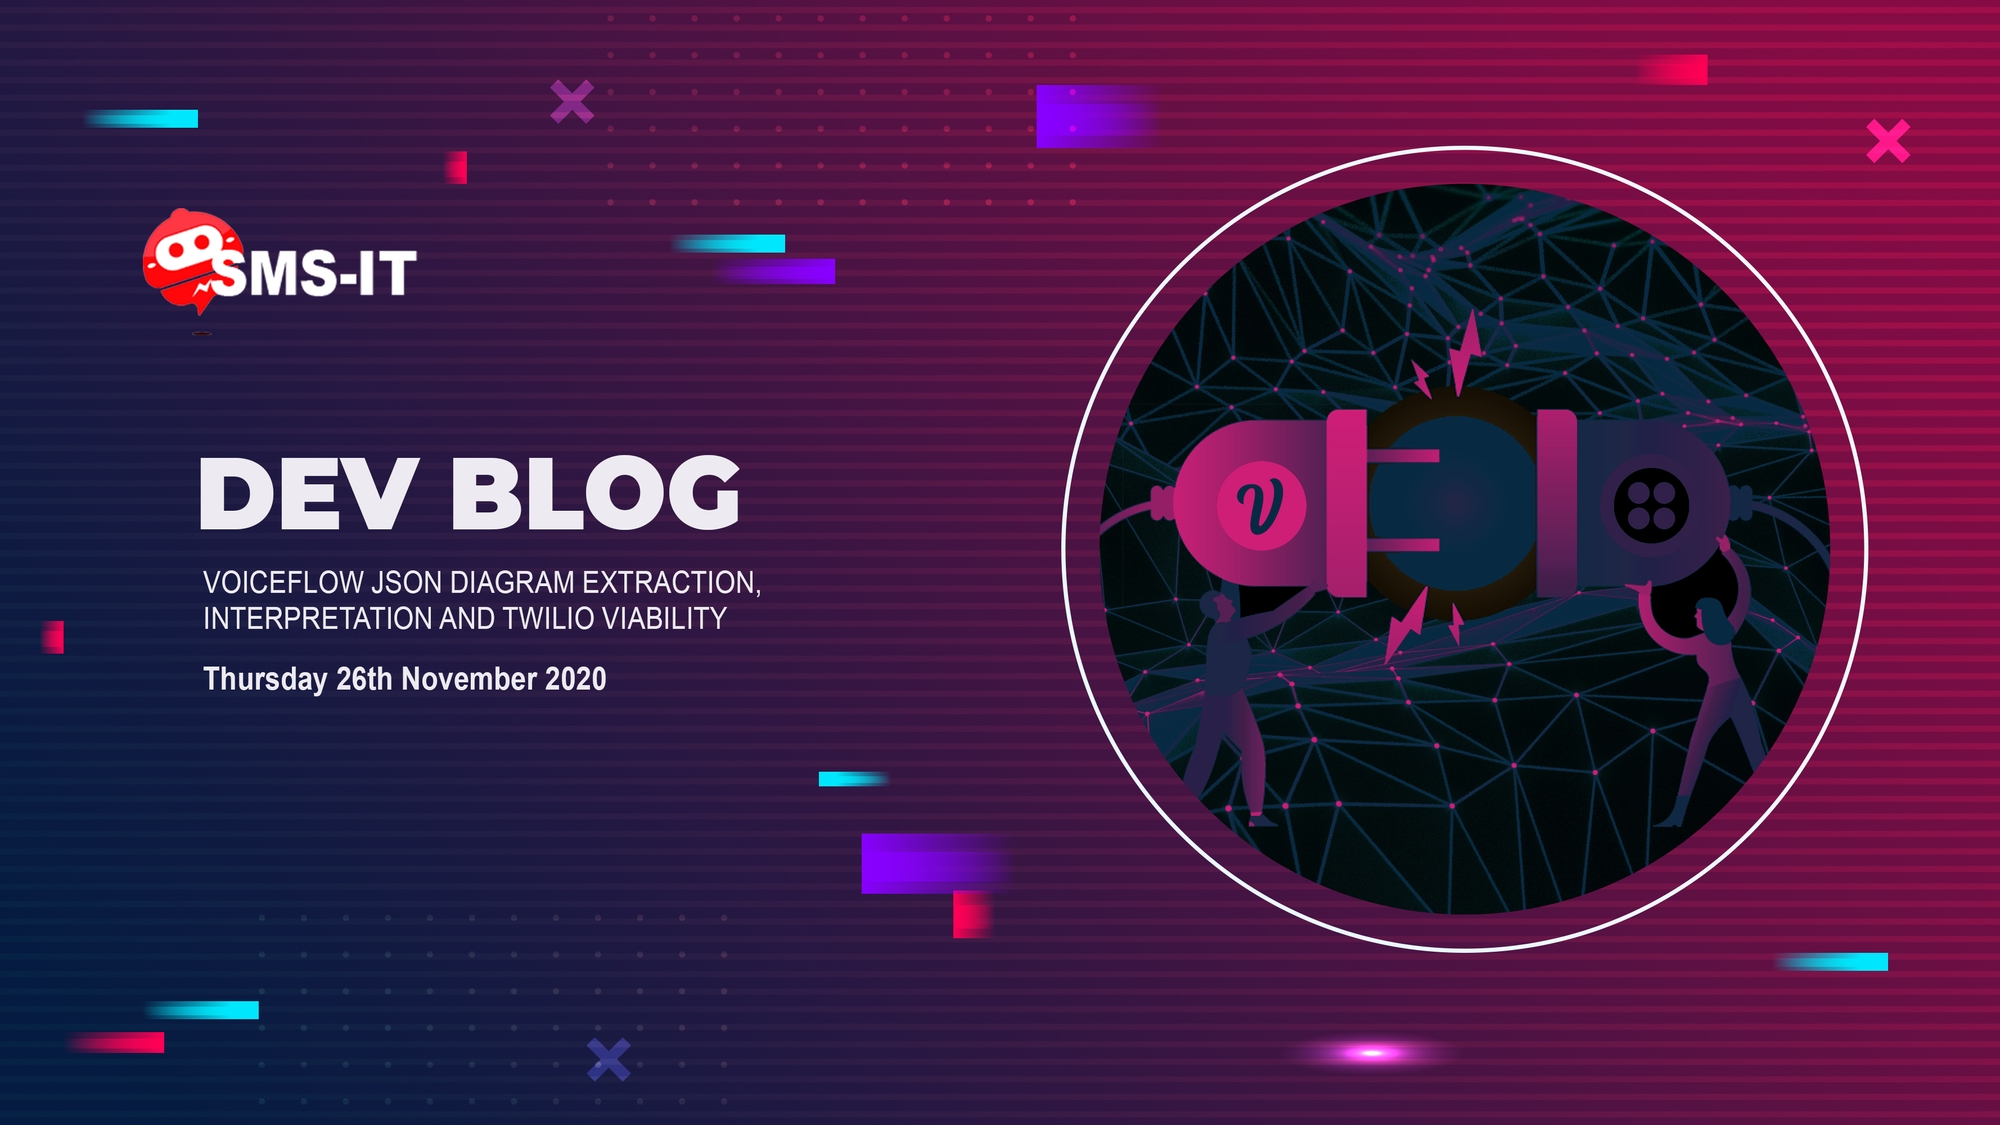 SMS-IT
DEV BLOG
VOICEFLOW JSON DIAGRAM EXTRACTION,
INTERPRETATION AND TWILIO VIABILITY
Thursday 26th November 2020
V